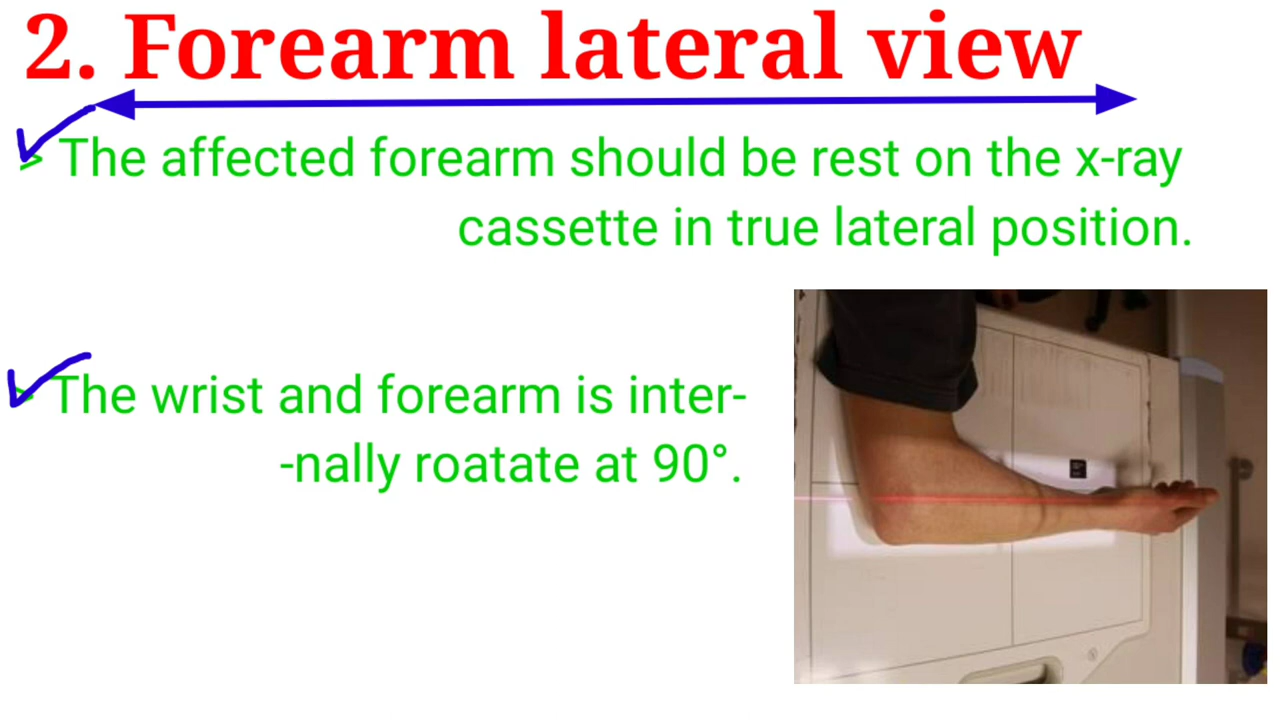 2. Forearm lateral view
> The affected forearm should be rest on the x-ray
cassette in true lateral position.
> The wrist and forearm is inter-
-nally roatate at 90°.